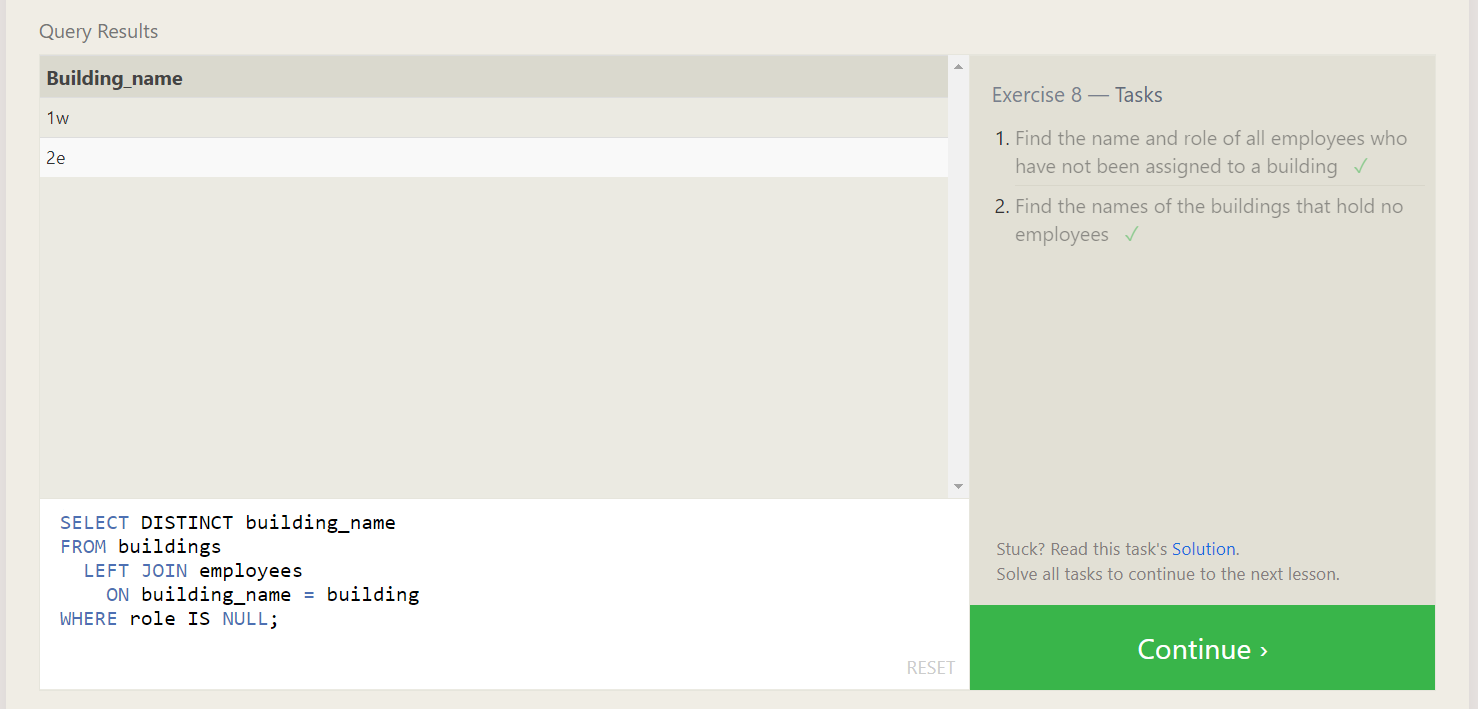 Query Results
Building_name
1w
2e
SELECT DISTINCT building_name
FROM buildings
LEFT JOIN employees
ON building_name = building
WHERE role IS NULL;
RESET
Exercise 8 — Tasks
1. Find the name and role of all employees who
have not been assigned to a building ✓
2. Find the names of the buildings that hold no
employees ✓
Stuck? Read this task's Solution.
Solve all tasks to continue to the next lesson.
Continue ›